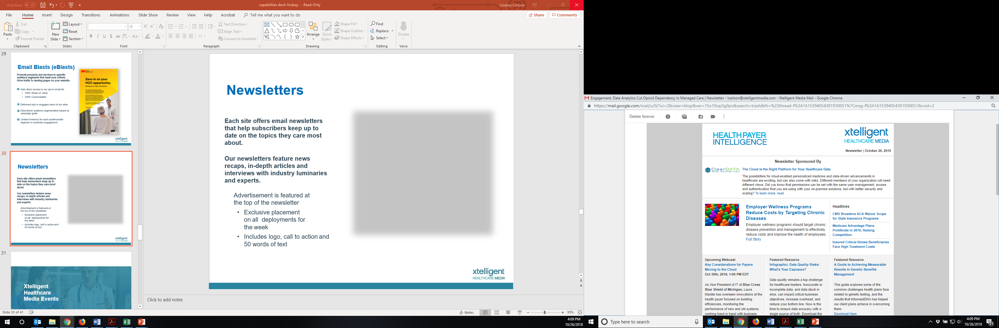 AutoSave Off
capabilities deck-lindsay - Read-Only
Lindsay Carlson
File Home Insert Design Transitions Animations Slide Show Review View Help Acrobat Tell me what you want to do
Share Comments
Paste
Cut
Copy
Format Painter
Clipboard
New
Slide
Layout
Reset
Section
Slides
18
Font
Text Direction
Align Text
Convert to SmartArt
Paragraph
Arrange
Quick
Styles
Shape Fill
Shape Outline
Shape Effects
Drawing
Find
Replace
Select
Editing
Dictate
Voice
29
Email Blasts (eBlasts)
Promote products and services to specific
audience segments that meet your criteria.
Drive traffic to landing pages on your website.
Gain direct access to our opt-in email list
• 100% Share of Voice
• 100% Customizable
Delivered only to engaged users of our sites
Data-driven audience segmentation based on
campaign goals
Limited Inventory for each audience/site
segment to maximize engagement
3M
Zero-in on your
HCC opportunity.
Manage your high-risk patients.
xtelligent
HEALTHCARE MEDIA
30
Newsletters
Each site offers email newsletters
that help subscribers keep up to
date on the topics they care most
about.
Our newsletters feature news
recaps, in-depth articles and
interviews with industry luminaries
and experts.
Advertisement is featured at
the top of the newsletter
• Exclusive placement
on all deployments for
the week
• Includes logo, call to action and
50 words of text
xtelligent
HEALTHCARE MEDIA
31
Xtelligent
Healthcare
Media Events
Newsletters
Each site offers email newsletters
that help subscribers keep up to
date on the topics they care most
about.
Our newsletters feature news
recaps, in-depth articles and
interviews with industry luminaries
and experts.
Advertisement is featured at
the top of the newsletter
• Exclusive placement
on all deployments for
the week
• Includes logo, call to action and
50 words of text
xtelligent
HEALTHCARE MEDIA
Click to add notes
Slide 30 of 41
Notes
95%
4:09 PM
10/26/2018
Engagement, Data Analytics Cut Opioid Dependency in Managed Care | Newsletter - lcarlson@xtelligentmedia.com - Xtelligent Media Mail - Google Chrome
https://mail.google.com/mail/u/0/?ui=2&view=btop&ver=15o19sqi3g0pv&search=trash&th=%23thread-f%3A1615394054381930051%7Cmsg-f%3A1615394054381930051&cvid=2
Delete forever
HEALTHPAYER
INTELLIGENCE
xtelligent
HEALTHCARE MEDIA
Newsletter | October 26, 2018
Newsletter Sponsored By
ClearDATA
SECURE - HEALTHCARE - CLOUD
The Cloud is the Right Platform for Your Healthcare Data
The possibilities for cloud-enabled personalized medicine and data-driven advancements in
healthcare are exciting, but can also come with risks. Different members of your organization will need
different views. Did you know that permissions can be set with the same user management, access
and authentication that you are using with your on-premise solutions, but with better security and
scaling? To learn more, read.
Employer Wellness Programs
Reduce Costs by Targeting Chronic
Diseases
Employer wellness programs should target chronic
disease prevention and management to effectively
reduce costs and improve the health of employees.
Full Story
Headlines
CMS Broadens ACA Waiver Scope
for State Insurance Programs
Medicare Advantage Plans
Proliferate in 2019, Raising
Competition
Insured Critical Illness Beneficiaries
Face High Treatment Costs
Upcoming Webcast
Key Considerations for Payers
Moving to the Cloud
Oct 30th, 2018, 1:00 PM EDT
As Vice President of IT at Blue Cross
Blue Shield of Michigan, Laura
Marble has overseen innovations at the
health payer focused on building
efficiencies, monitoring the
performance of new and old systems,
working hand in hand with business
Featured Resource
Infographic: Data Quality Risks:
What's Your Exposure?
Data quality remains a top challenge
for healthcare leaders. Inaccurate or
incomplete data, and data stuck in
silos, can impact critical business
objectives, increase overhead, and
reduce your bottom line. Now is the
time to ensure data accuracy with a
single source of truth. Download the
Featured Resource
A Guide to Achieving Measurable
Results in Genetic Benefits
Management
This guide explores some of the
common challenges health plans face
related to genetic testing, and the
results that InformedDNA has helped
our client plans achieve in overcoming
them.
Download Here
Type here to search
4:09 PM
10/26/2018
21